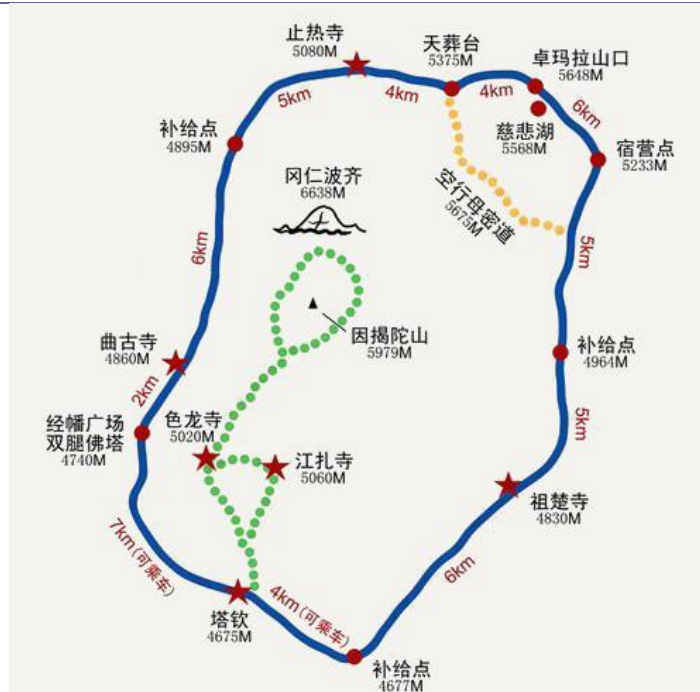 止热寺
5080M
天葬台
5375M
卓玛拉山口
5648M
5km
4km
4km
6km
慈悲湖
5568M
补给点
4895M
宿营点
5233M
冈仁波齐
6638M
空行母密道
5675M
6km
5km
因揭陀山
5979M
曲古寺
4860M
补给点
4964M
2km
经幡广场
双腿佛塔
4740M
色龙寺
5020M
江扎寺
5060M
5km
祖楚寺
4830M
7km(可乘车)
6km
4km(可乘车)
塔钦
4675M
补给点
4677M